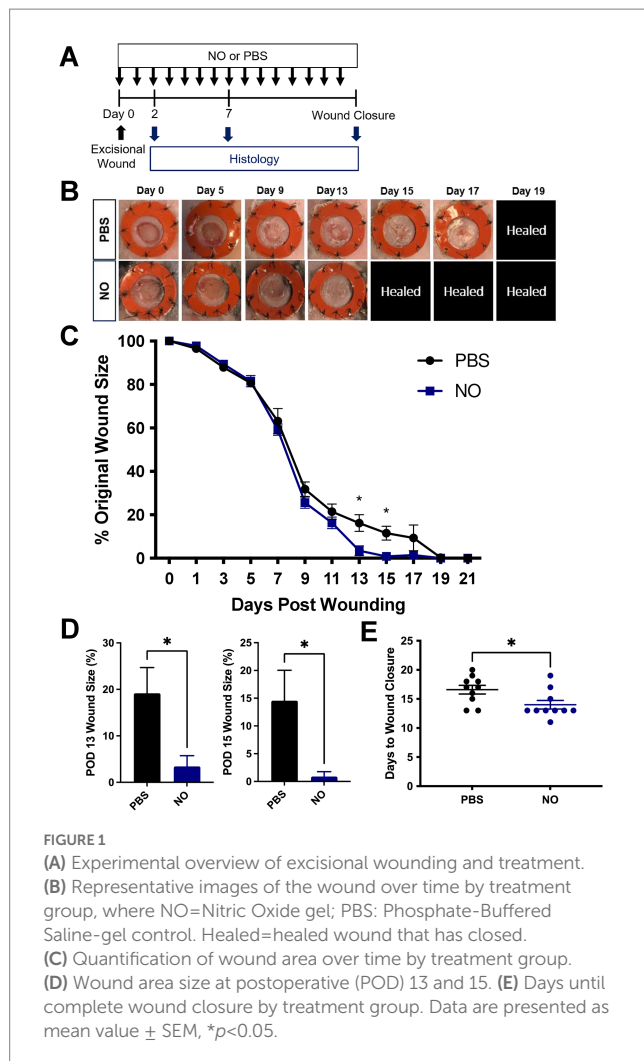 A
NO or PBS
Day 0
2
7
Wound Closure
Excisional
Wound
Histology
B
Day 0 Day 5 Day 9 Day 13 Day 15 Day 17 Day 19
PBS
Healed
NO
Healed Healed Healed
C
% Original Wound Size
100
80
60
40
20
0
PBS
NO
* *
0 1 3 5 7 9 11 13 15 17 19 21
Days Post Wounding
D
POD 13 Wound Size (%)
30
20
10
0
*
PBS NO
POD 15 Wound Size (%)
25
20
15
10
5
0
*
PBS NO
E
Days to Wound Closure
25
20
15
10
5
0
*
PBS NO
FIGURE 1
(A) Experimental overview of excisional wounding and treatment.
(B) Representative images of the wound over time by treatment
group, where NO=Nitric Oxide gel; PBS: Phosphate-Buffered
Saline-gel control. Healed=healed wound that has closed.
(C) Quantification of wound area over time by treatment group.
(D) Wound area size at postoperative (POD) 13 and 15. (E) Days until
complete wound closure by treatment group. Data are presented as
mean value ± SEM, *p<0.05.